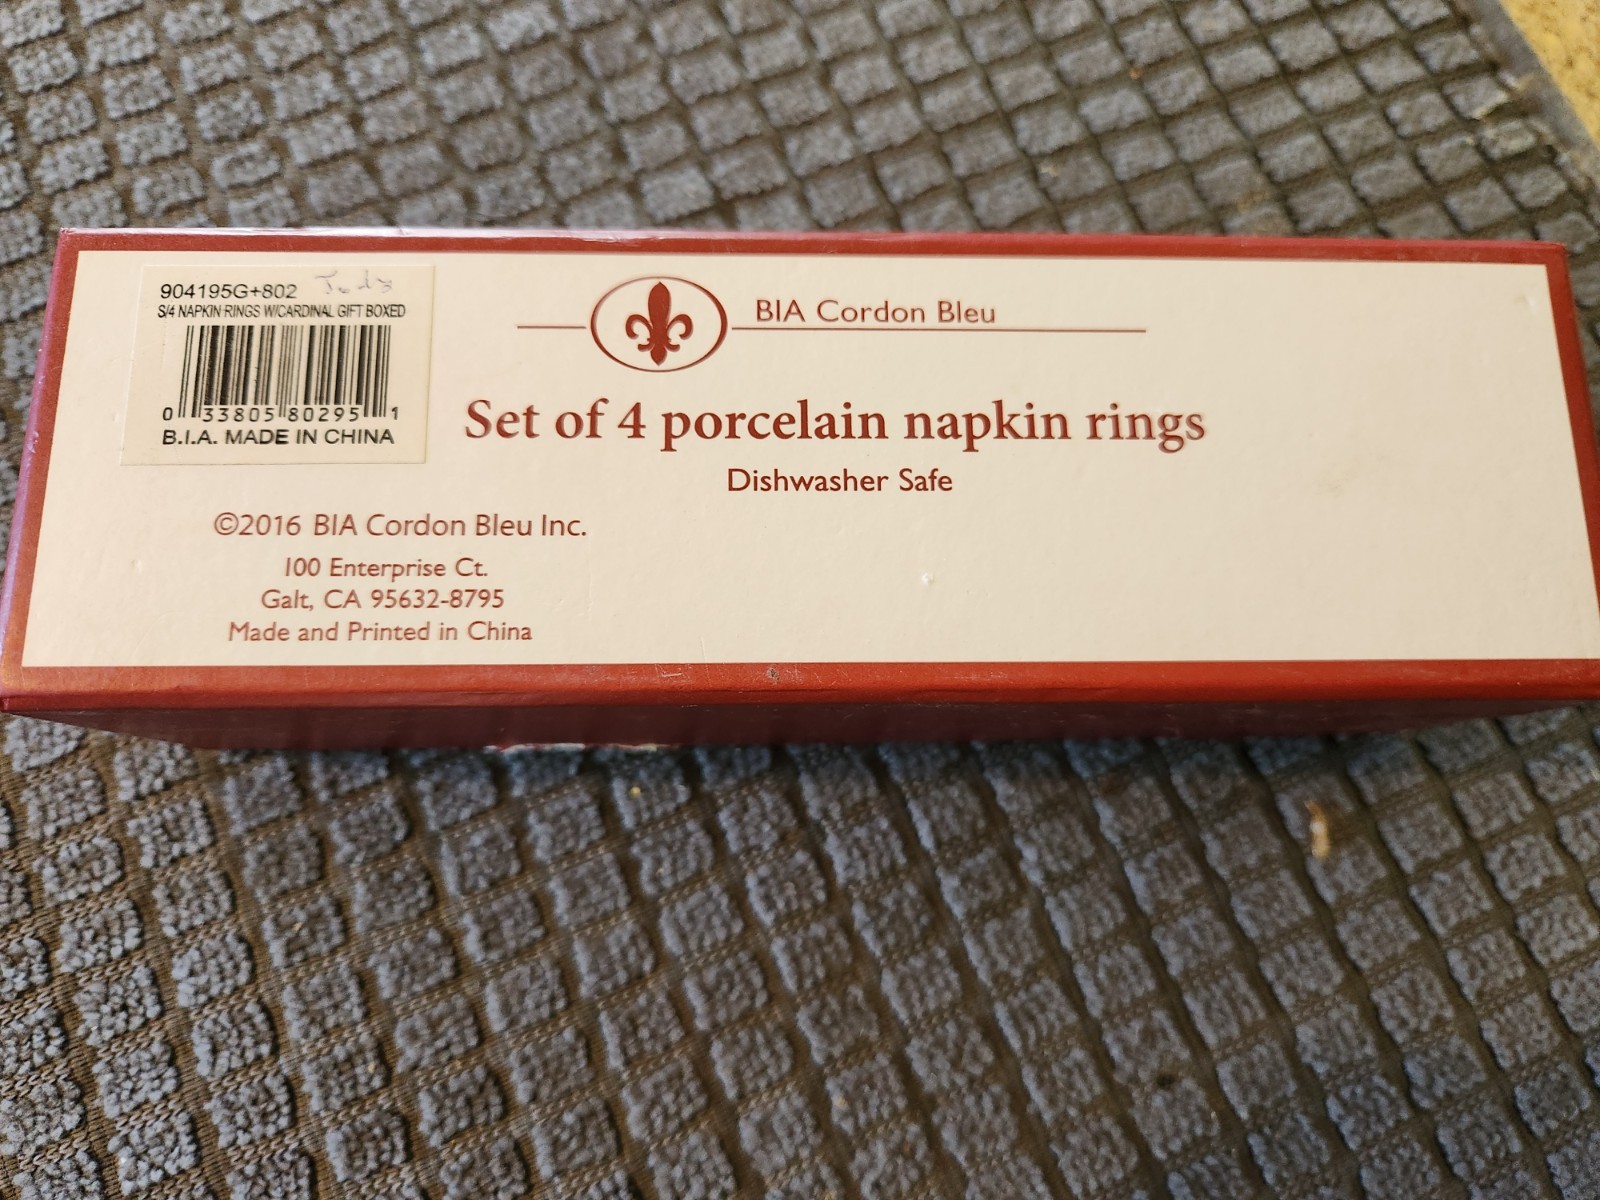 904195G+802 Judy
S/4 NAPKIN RINGS W/CARDINAL GIFT BOXED
0 33805 80295 1
B.I.A. MADE IN CHINA
BIA Cordon Bleu
Set of 4 porcelain napkin rings
Dishwasher Safe
©2016 BIA Cordon Bleu Inc.
100 Enterprise Ct.
Galt, CA 95632-8795
Made and Printed in China